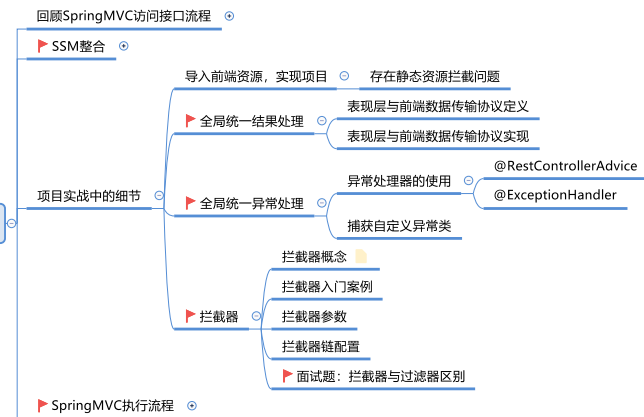 回顾SpringMVC访问接口流程
SSM整合
项目实战中的细节
导入前端资源，实现项目
存在静态资源拦截问题
全局统一结果处理
表现层与前端数据传输协议定义
表现层与前端数据传输协议实现
全局统一异常处理
异常处理器的使用
@RestControllerAdvice
@ExceptionHandler
捕获自定义异常类
拦截器
拦截器概念
拦截器入门案例
拦截器参数
拦截器链配置
面试题：拦截器与过滤器区别
SpringMVC执行流程